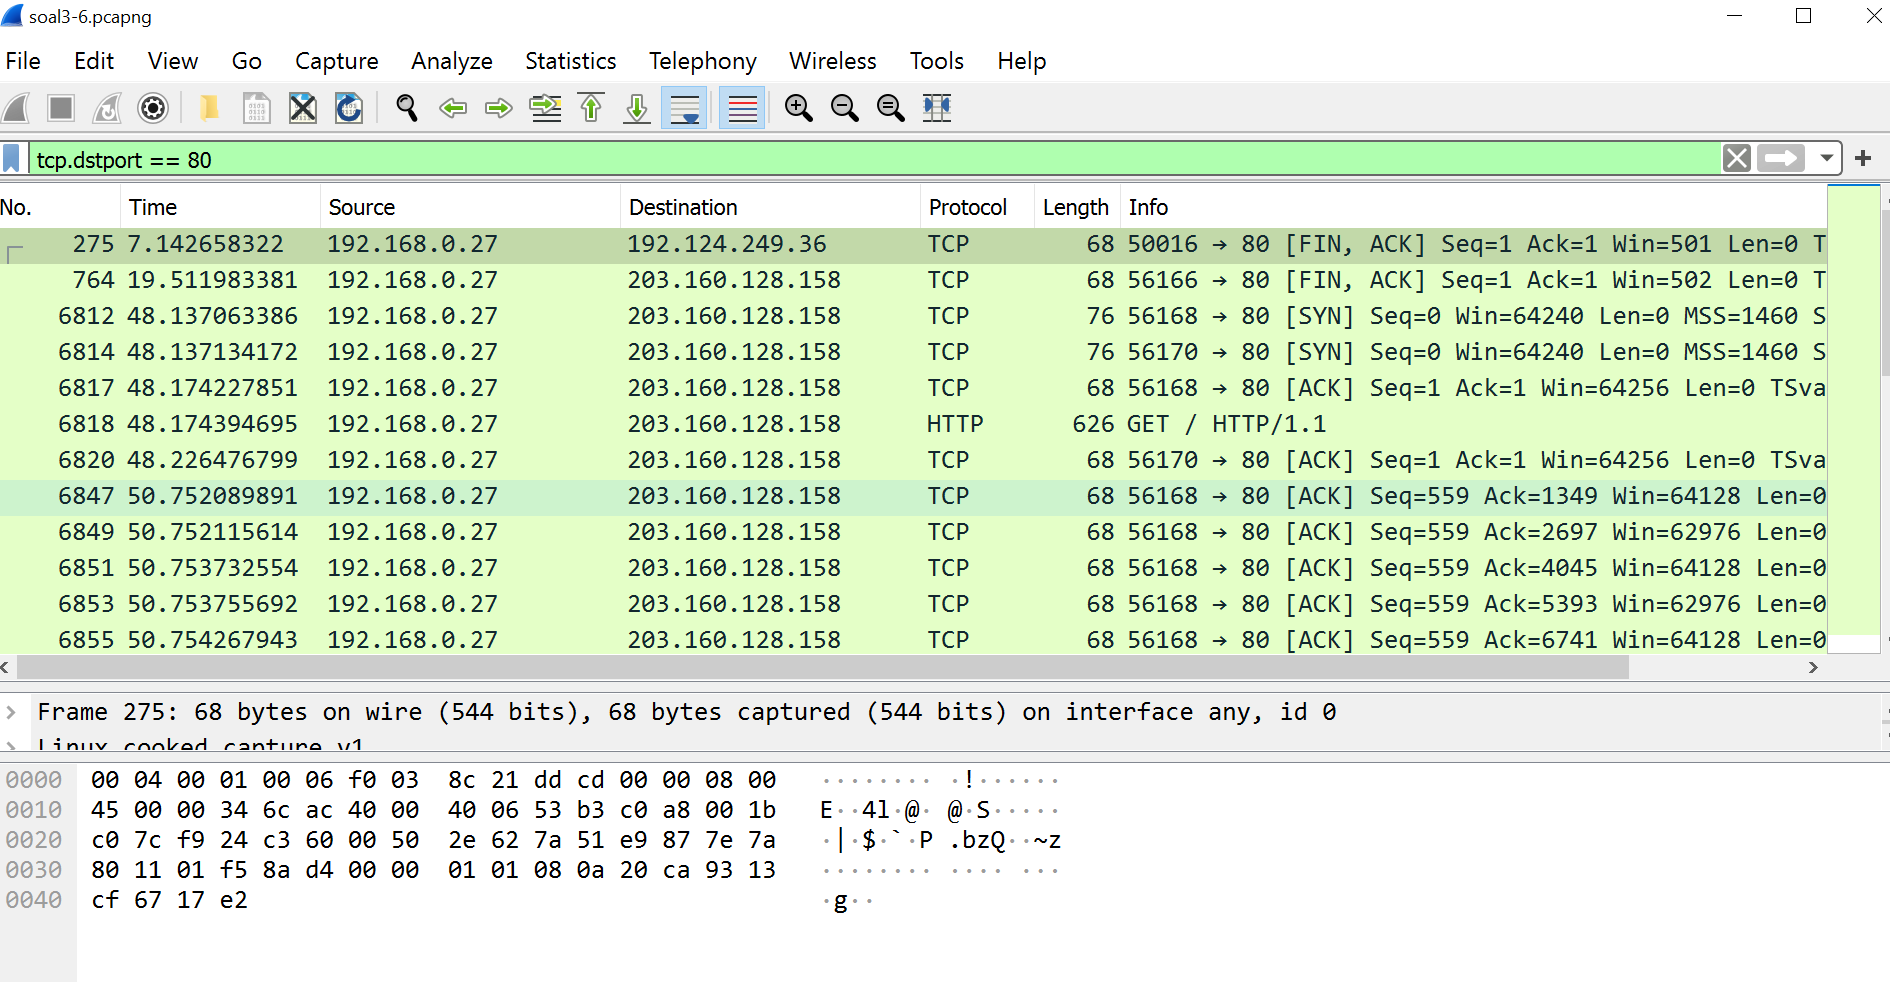 soal3-6.pcapng
File Edit View Go Capture Analyze Statistics Telephony Wireless Tools Help
tcp.dstport == 80
No. Time Source Destination Protocol Length Info
275 7.142658322 192.168.0.27 192.124.249.36 TCP 68 50016 → 80 [FIN, ACK] Seq=1 Ack=1 Win=501 Len=0 T
764 19.511983381 192.168.0.27 203.160.128.158 TCP 68 56166 → 80 [FIN, ACK] Seq=1 Ack=1 Win=502 Len=0 T
6812 48.137063386 192.168.0.27 203.160.128.158 TCP 76 56168 → 80 [SYN] Seq=0 Win=64240 Len=0 MSS=1460 S
6814 48.137134172 192.168.0.27 203.160.128.158 TCP 76 56170 → 80 [SYN] Seq=0 Win=64240 Len=0 MSS=1460 S
6817 48.174227851 192.168.0.27 203.160.128.158 TCP 68 56168 → 80 [ACK] Seq=1 Ack=1 Win=64256 Len=0 TSva
6818 48.174394695 192.168.0.27 203.160.128.158 HTTP 626 GET / HTTP/1.1
6820 48.226476799 192.168.0.27 203.160.128.158 TCP 68 56170 → 80 [ACK] Seq=1 Ack=1 Win=64256 Len=0 TSva
6847 50.752089891 192.168.0.27 203.160.128.158 TCP 68 56168 → 80 [ACK] Seq=559 Ack=1349 Win=64128 Len=0
6849 50.752115614 192.168.0.27 203.160.128.158 TCP 68 56168 → 80 [ACK] Seq=559 Ack=2697 Win=62976 Len=0
6851 50.753732554 192.168.0.27 203.160.128.158 TCP 68 56168 → 80 [ACK] Seq=559 Ack=4045 Win=64128 Len=0
6853 50.753755692 192.168.0.27 203.160.128.158 TCP 68 56168 → 80 [ACK] Seq=559 Ack=5393 Win=62976 Len=0
6855 50.754267943 192.168.0.27 203.160.128.158 TCP 68 56168 → 80 [ACK] Seq=559 Ack=6741 Win=64128 Len=0
Frame 275: 68 bytes on wire (544 bits), 68 bytes captured (544 bits) on interface any, id 0
Linux cooked capture v1
0000 00 04 00 01 00 06 f0 03 8c 21 dd cd 00 00 08 00 ········ ·!······
0010 45 00 00 34 6c ac 40 00 40 06 53 b3 c0 a8 00 1b E··4l·@· @·S·····
0020 c0 7c f9 24 c3 60 00 50 2e 62 7a 51 e9 87 7e 7a ·|·$·`·P .bzQ··~z
0030 80 11 01 f5 8a d4 00 00 01 01 08 0a 20 ca 93 13 ········ ···· ···
0040 cf 67 17 e2 ·g··